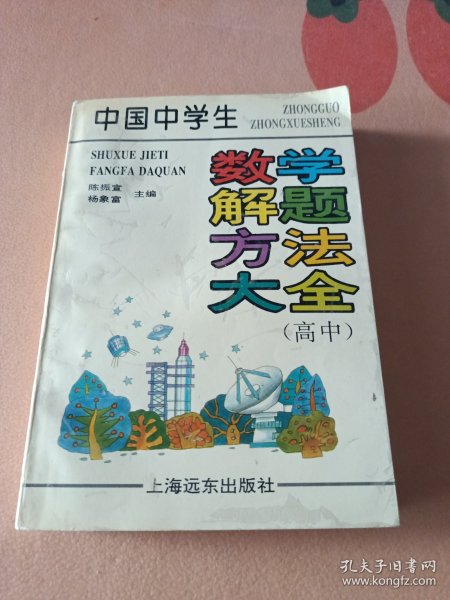 中国中学生
ZHONGGUO
ZHONGXUESHENG
SHUXUE JIETI
FANGFA DAQUAN
陈振宣
杨象富 主编
数学
解题
方法
大全
(高中)
上海远东出版社
孔夫子旧书网
www.kongfz.com